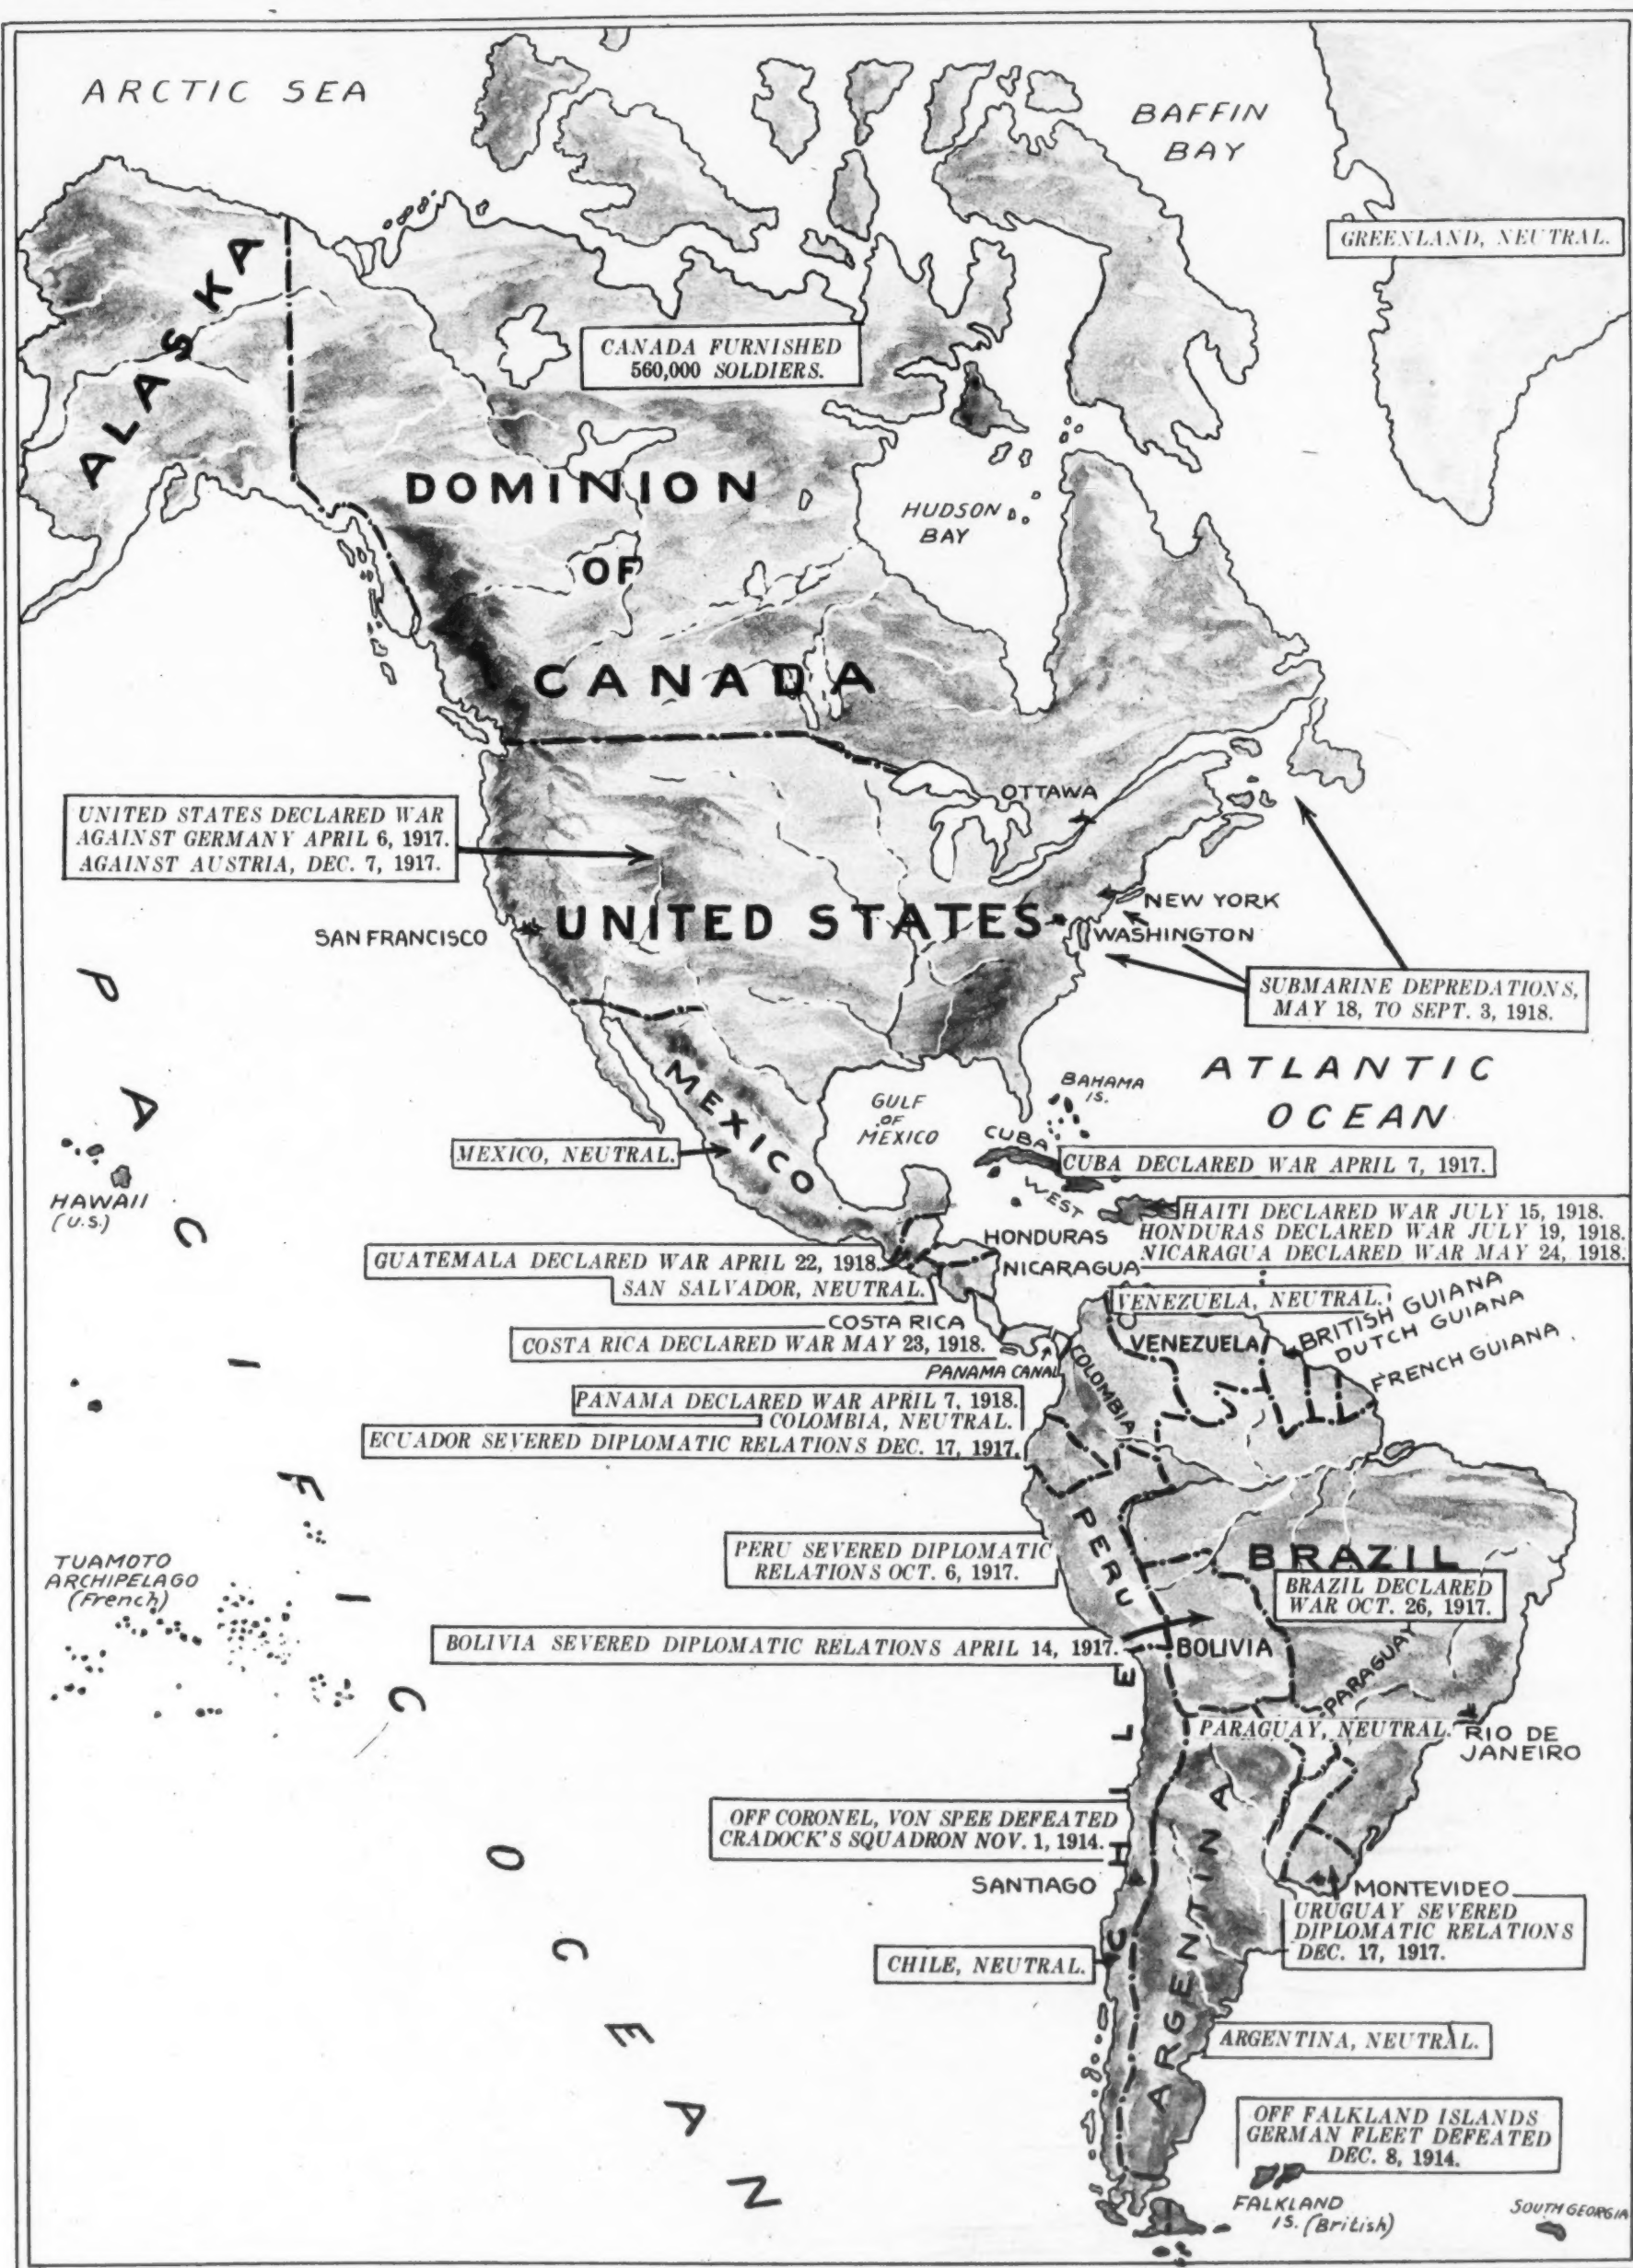 ARCTIC SEA
BAFFIN
BAY
GREENLAND, NEUTRAL.
ALASKA
CANADA FURNISHED
560,000 SOLDIERS.
DOMINION
OF
CANADA
HUDSON
BAY
OTTAWA
UNITED STATES DECLARED WAR
AGAINST GERMANY APRIL 6, 1917.
AGAINST AUSTRIA, DEC. 7, 1917.
NEW YORK
SAN FRANCISCO
UNITED STATES
WASHINGTON
SUBMARINE DEPREDATIONS,
MAY 18, TO SEPT. 3, 1918.
PACIFIC OCEAN
ATLANTIC
OCEAN
BAHAMA
IS.
GULF
OF
MEXICO
MEXICO
MEXICO, NEUTRAL.
CUBA
CUBA DECLARED WAR APRIL 7, 1917.
HAWAII
(U.S.)
WEST
HAITI DECLARED WAR JULY 15, 1918.
HONDURAS
HONDURAS DECLARED WAR JULY 19, 1918.
NICARAGUA DECLARED WAR MAY 24, 1918.
GUATEMALA DECLARED WAR APRIL 22, 1918.
NICARAGUA
SAN SALVADOR, NEUTRAL.
VENEZUELA, NEUTRAL.
BRITISH GUIANA
DUTCH GUIANA
FRENCH GUIANA
COSTA RICA
COSTA RICA DECLARED WAR MAY 23, 1918.
VENEZUELA
PANAMA CANAL
COLOMBIA
PANAMA DECLARED WAR APRIL 7, 1918.
COLOMBIA, NEUTRAL.
ECUADOR SEVERED DIPLOMATIC RELATIONS DEC. 17, 1917.
PERU
PERU SEVERED DIPLOMATIC
RELATIONS OCT. 6, 1917.
BRAZIL
BRAZIL DECLARED
WAR OCT. 26, 1917.
TUAMOTO
ARCHIPELAGO
(French)
BOLIVIA SEVERED DIPLOMATIC RELATIONS APRIL 14, 1917.
BOLIVIA
PARAGUAY
PARAGUAY, NEUTRAL.
RIO DE
JANEIRO
CHILE
OFF CORONEL, VON SPEE DEFEATED
CRADOCK'S SQUADRON NOV. 1, 1914.
SANTIAGO
MONTEVIDEO
URUGUAY SEVERED
DIPLOMATIC RELATIONS
DEC. 17, 1917.
CHILE, NEUTRAL.
ARGENTINA
ARGENTINA, NEUTRAL.
OFF FALKLAND ISLANDS
GERMAN FLEET DEFEATED
DEC. 8, 1914.
FALKLAND
IS. (British)
SOUTH GEORGIA